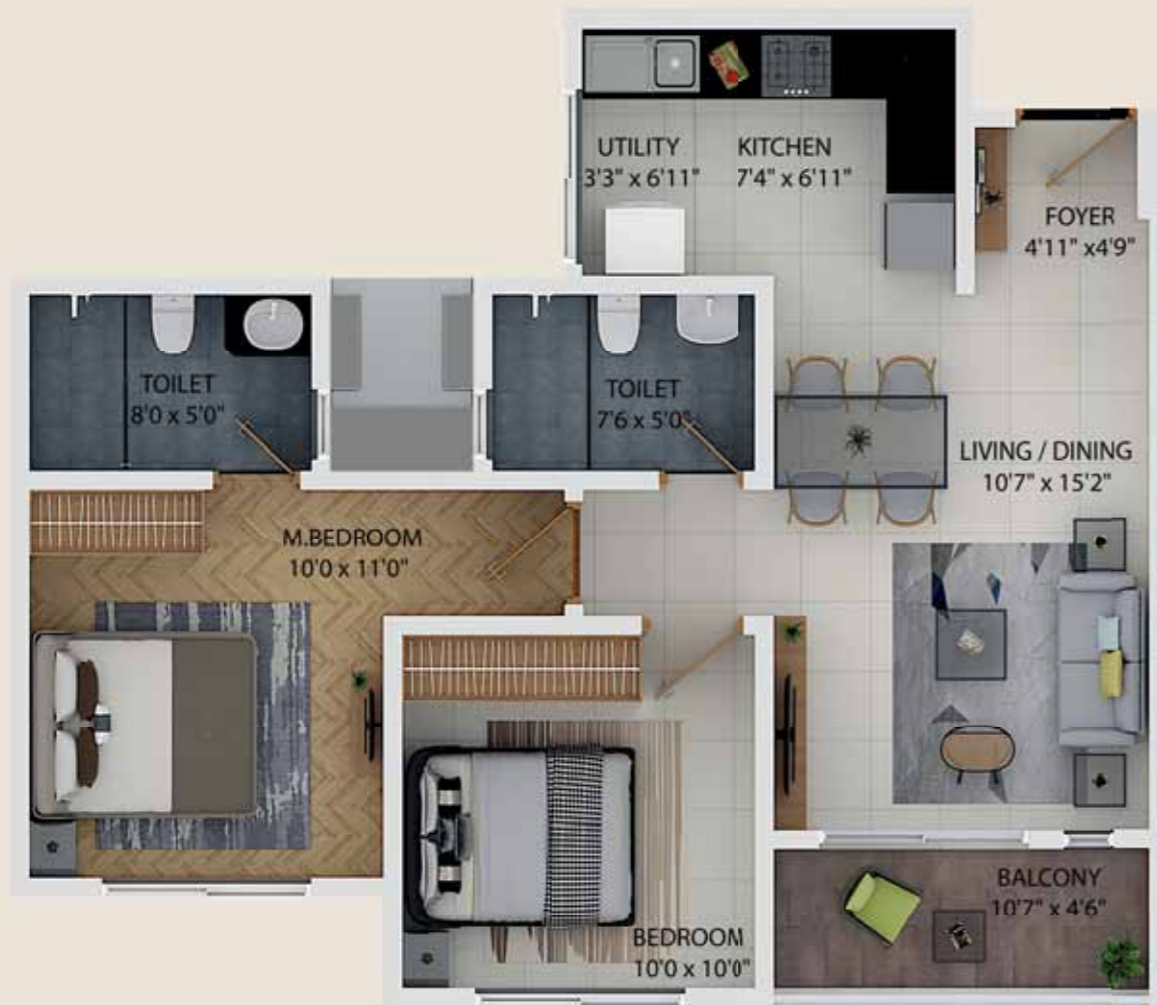 UTILITY
3'3" x 6'11"
KITCHEN
7'4" x 6'11"
FOYER
4'11" x4'9"
TOILET
8'0 x 5'0"
TOILET
7'6 x 5'0"
LIVING / DINING
10'7" x 15'2"
M.BEDROOM
10'0 x 11'0"
BALCONY
10'7" x 4'6"
BEDROOM
10'0 x 10'0"